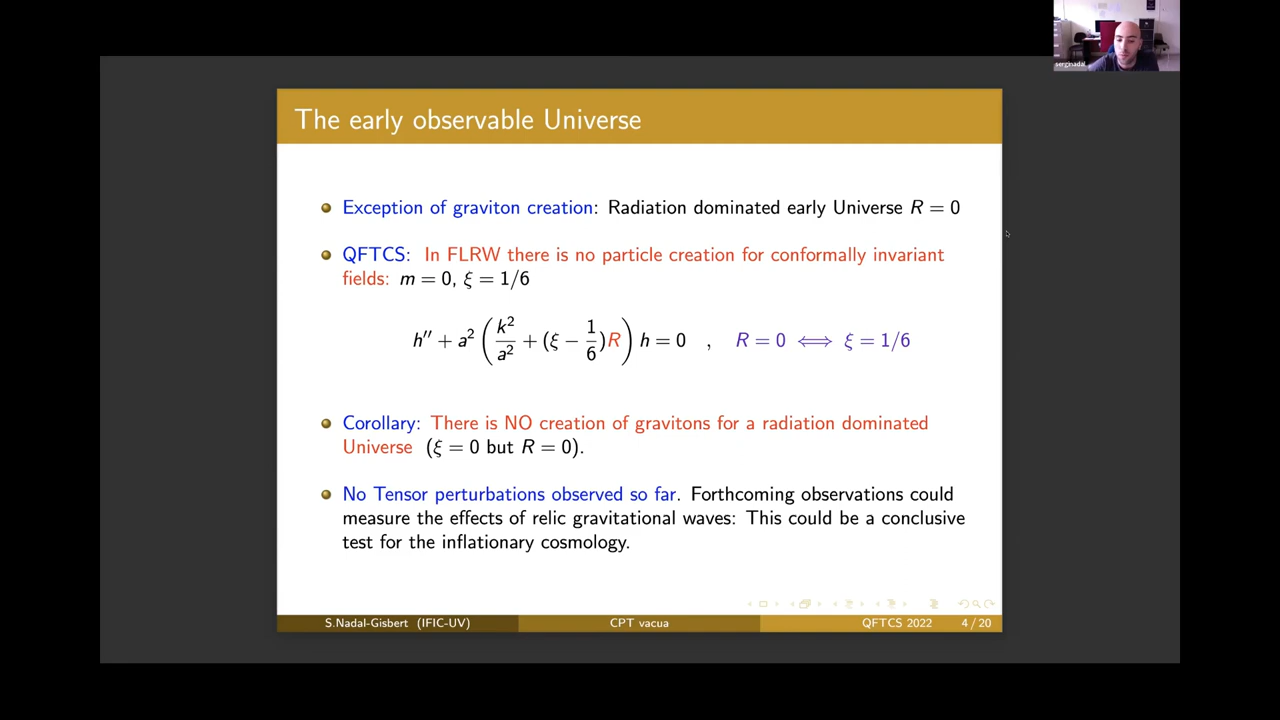 serginadal
The early observable Universe
Exception of graviton creation: Radiation dominated early Universe R = 0
QFTCS: In FLRW there is no particle creation for conformally invariant
fields: m = 0, ξ = 1/6
h′′ + a² (k²/a² + (ξ − 1/6)R) h = 0 , R = 0 ⟺ ξ = 1/6
Corollary: There is NO creation of gravitons for a radiation dominated
Universe (ξ = 0 but R = 0).
No Tensor perturbations observed so far. Forthcoming observations could
measure the effects of relic gravitational waves: This could be a conclusive
test for the inflationary cosmology.
S.Nadal-Gisbert (IFIC-UV) CPT vacua QFTCS 2022 4 / 20